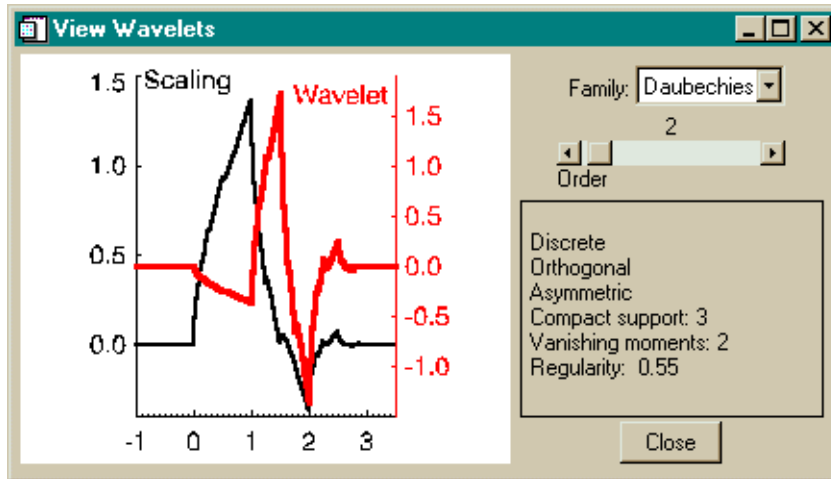 View Wavelets
Scaling
Wavelet
1.5
1.0
0.5
0.0
1.5
1.0
0.5
0.0
-0.5
-1.0
-1 0 1 2 3
Family: Daubechies
2
Order
Discrete
Orthogonal
Asymmetric
Compact support: 3
Vanishing moments: 2
Regularity: 0.55
Close